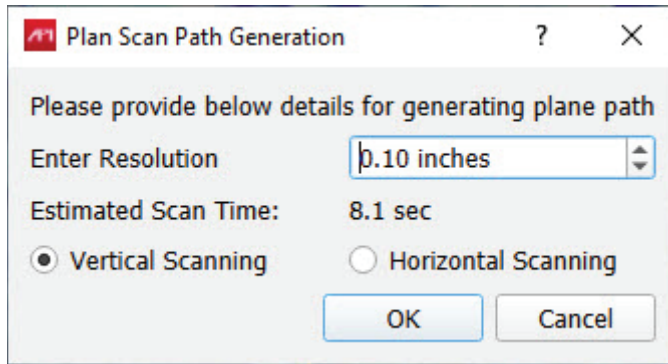 Plan Scan Path Generation ?
Please provide below details for generating plane path
Enter Resolution 0.10 inches
Estimated Scan Time: 8.1 sec
Vertical Scanning Horizontal Scanning
OK Cancel